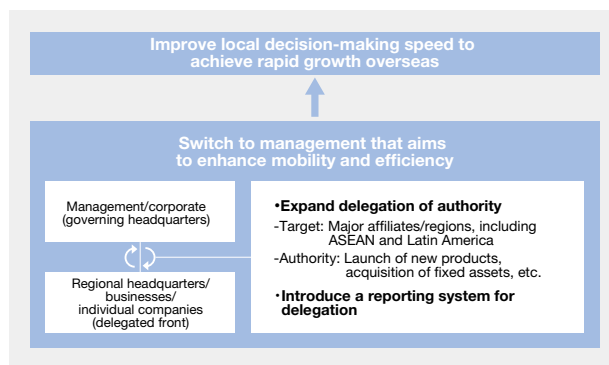 Improve local decision-making speed to
achieve rapid growth overseas
Switch to management that aims
to enhance mobility and efficiency
Management/corporate
(governing headquarters)
Regional headquarters/
businesses/
individual companies
(delegated front)
・Expand delegation of authority
-Target: Major affiliates/regions, including
ASEAN and Latin America
-Authority: Launch of new products,
acquisition of fixed assets, etc.
・Introduce a reporting system for
delegation